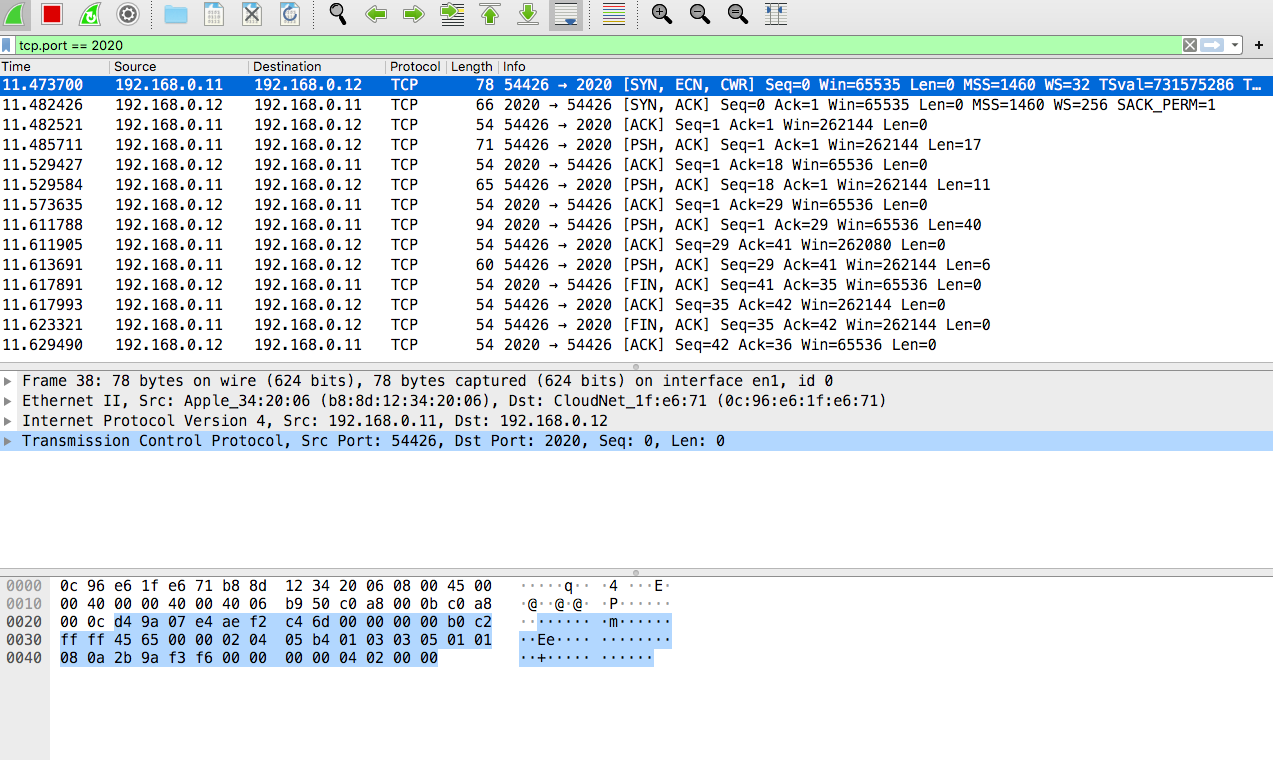 tcp.port == 2020
Time Source Destination Protocol Length Info
11.473700 192.168.0.11 192.168.0.12 TCP 78 54426 → 2020 [SYN, ECN, CWR] Seq=0 Win=65535 Len=0 MSS=1460 WS=32 TSval=731575286 T…
11.482426 192.168.0.12 192.168.0.11 TCP 66 2020 → 54426 [SYN, ACK] Seq=0 Ack=1 Win=65535 Len=0 MSS=1460 WS=256 SACK_PERM=1
11.482521 192.168.0.11 192.168.0.12 TCP 54 54426 → 2020 [ACK] Seq=1 Ack=1 Win=262144 Len=0
11.485711 192.168.0.11 192.168.0.12 TCP 71 54426 → 2020 [PSH, ACK] Seq=1 Ack=1 Win=262144 Len=17
11.529427 192.168.0.12 192.168.0.11 TCP 54 2020 → 54426 [ACK] Seq=1 Ack=18 Win=65536 Len=0
11.529584 192.168.0.11 192.168.0.12 TCP 65 54426 → 2020 [PSH, ACK] Seq=18 Ack=1 Win=262144 Len=11
11.573635 192.168.0.12 192.168.0.11 TCP 54 2020 → 54426 [ACK] Seq=1 Ack=29 Win=65536 Len=0
11.611788 192.168.0.12 192.168.0.11 TCP 94 2020 → 54426 [PSH, ACK] Seq=1 Ack=29 Win=65536 Len=40
11.611905 192.168.0.11 192.168.0.12 TCP 54 54426 → 2020 [ACK] Seq=29 Ack=41 Win=262080 Len=0
11.613691 192.168.0.11 192.168.0.12 TCP 60 54426 → 2020 [PSH, ACK] Seq=29 Ack=41 Win=262144 Len=6
11.617891 192.168.0.12 192.168.0.11 TCP 54 2020 → 54426 [FIN, ACK] Seq=41 Ack=35 Win=65536 Len=0
11.617993 192.168.0.11 192.168.0.12 TCP 54 54426 → 2020 [ACK] Seq=35 Ack=42 Win=262144 Len=0
11.623321 192.168.0.11 192.168.0.12 TCP 54 54426 → 2020 [FIN, ACK] Seq=35 Ack=42 Win=262144 Len=0
11.629490 192.168.0.12 192.168.0.11 TCP 54 2020 → 54426 [ACK] Seq=42 Ack=36 Win=65536 Len=0
Frame 38: 78 bytes on wire (624 bits), 78 bytes captured (624 bits) on interface en1, id 0
Ethernet II, Src: Apple_34:20:06 (b8:8d:12:34:20:06), Dst: CloudNet_1f:e6:71 (0c:96:e6:1f:e6:71)
Internet Protocol Version 4, Src: 192.168.0.11, Dst: 192.168.0.12
Transmission Control Protocol, Src Port: 54426, Dst Port: 2020, Seq: 0, Len: 0
0000 0c 96 e6 1f e6 71 b8 8d 12 34 20 06 08 00 45 00 ·····q·· ·4 ···E·
0010 00 40 00 00 40 00 40 06 b9 50 c0 a8 00 0b c0 a8 ·@··@·@· ·P······
0020 00 0c d4 9a 07 e4 ae f2 c4 6d 00 00 00 00 b0 c2 ········ ·m······
0030 ff ff 45 65 00 00 02 04 05 b4 01 03 03 05 01 01 ··Ee···· ········
0040 08 0a 2b 9a f3 f6 00 00 00 00 04 02 00 00 ··+····· ······